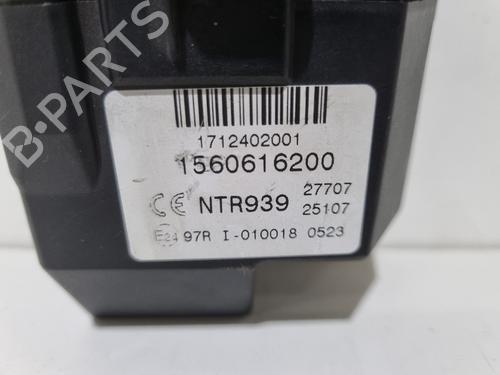 B-PARTS
1712402001
1560616200
CE NTR939 27707
25107
E24 97R I-010018 0523